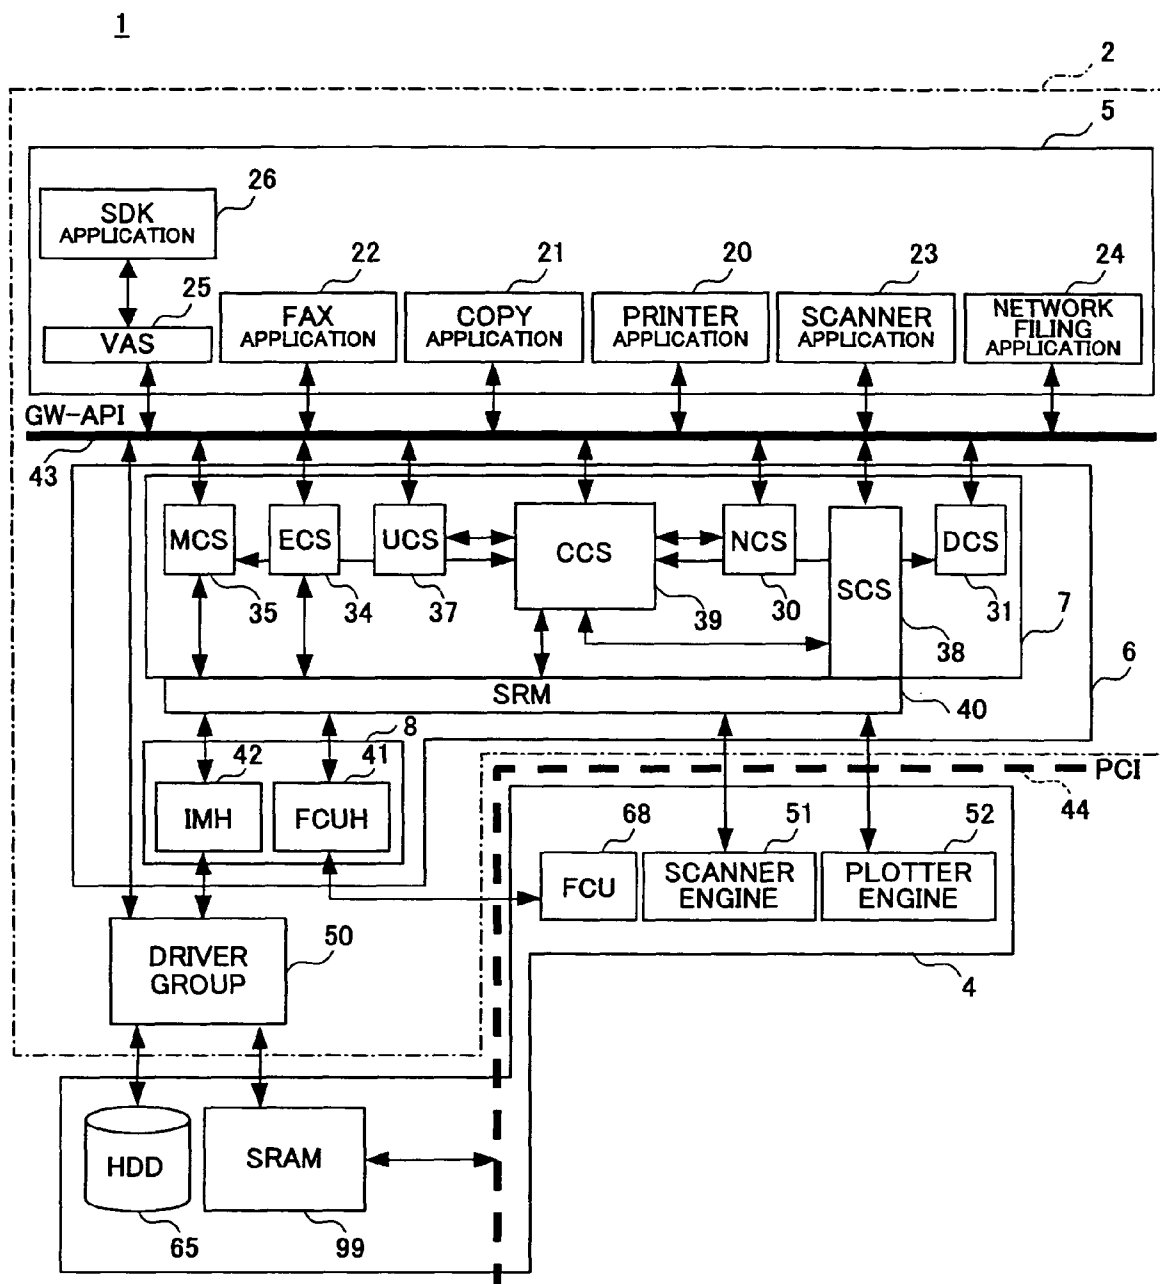 1
2
5
26
SDK
APPLICATION
22
21
20
23
24
25
VAS
FAX
APPLICATION
COPY
APPLICATION
PRINTER
APPLICATION
SCANNER
APPLICATION
NETWORK
FILING
APPLICATION
GW-API
43
MCS
ECS
UCS
CCS
NCS
SCS
DCS
35
34
37
39
30
38
31
7
6
SRM
40
8
42
41
PCI
44
IMH
FCUH
68
51
52
FCU
SCANNER
ENGINE
PLOTTER
ENGINE
50
DRIVER
GROUP
4
HDD
SRAM
65
99